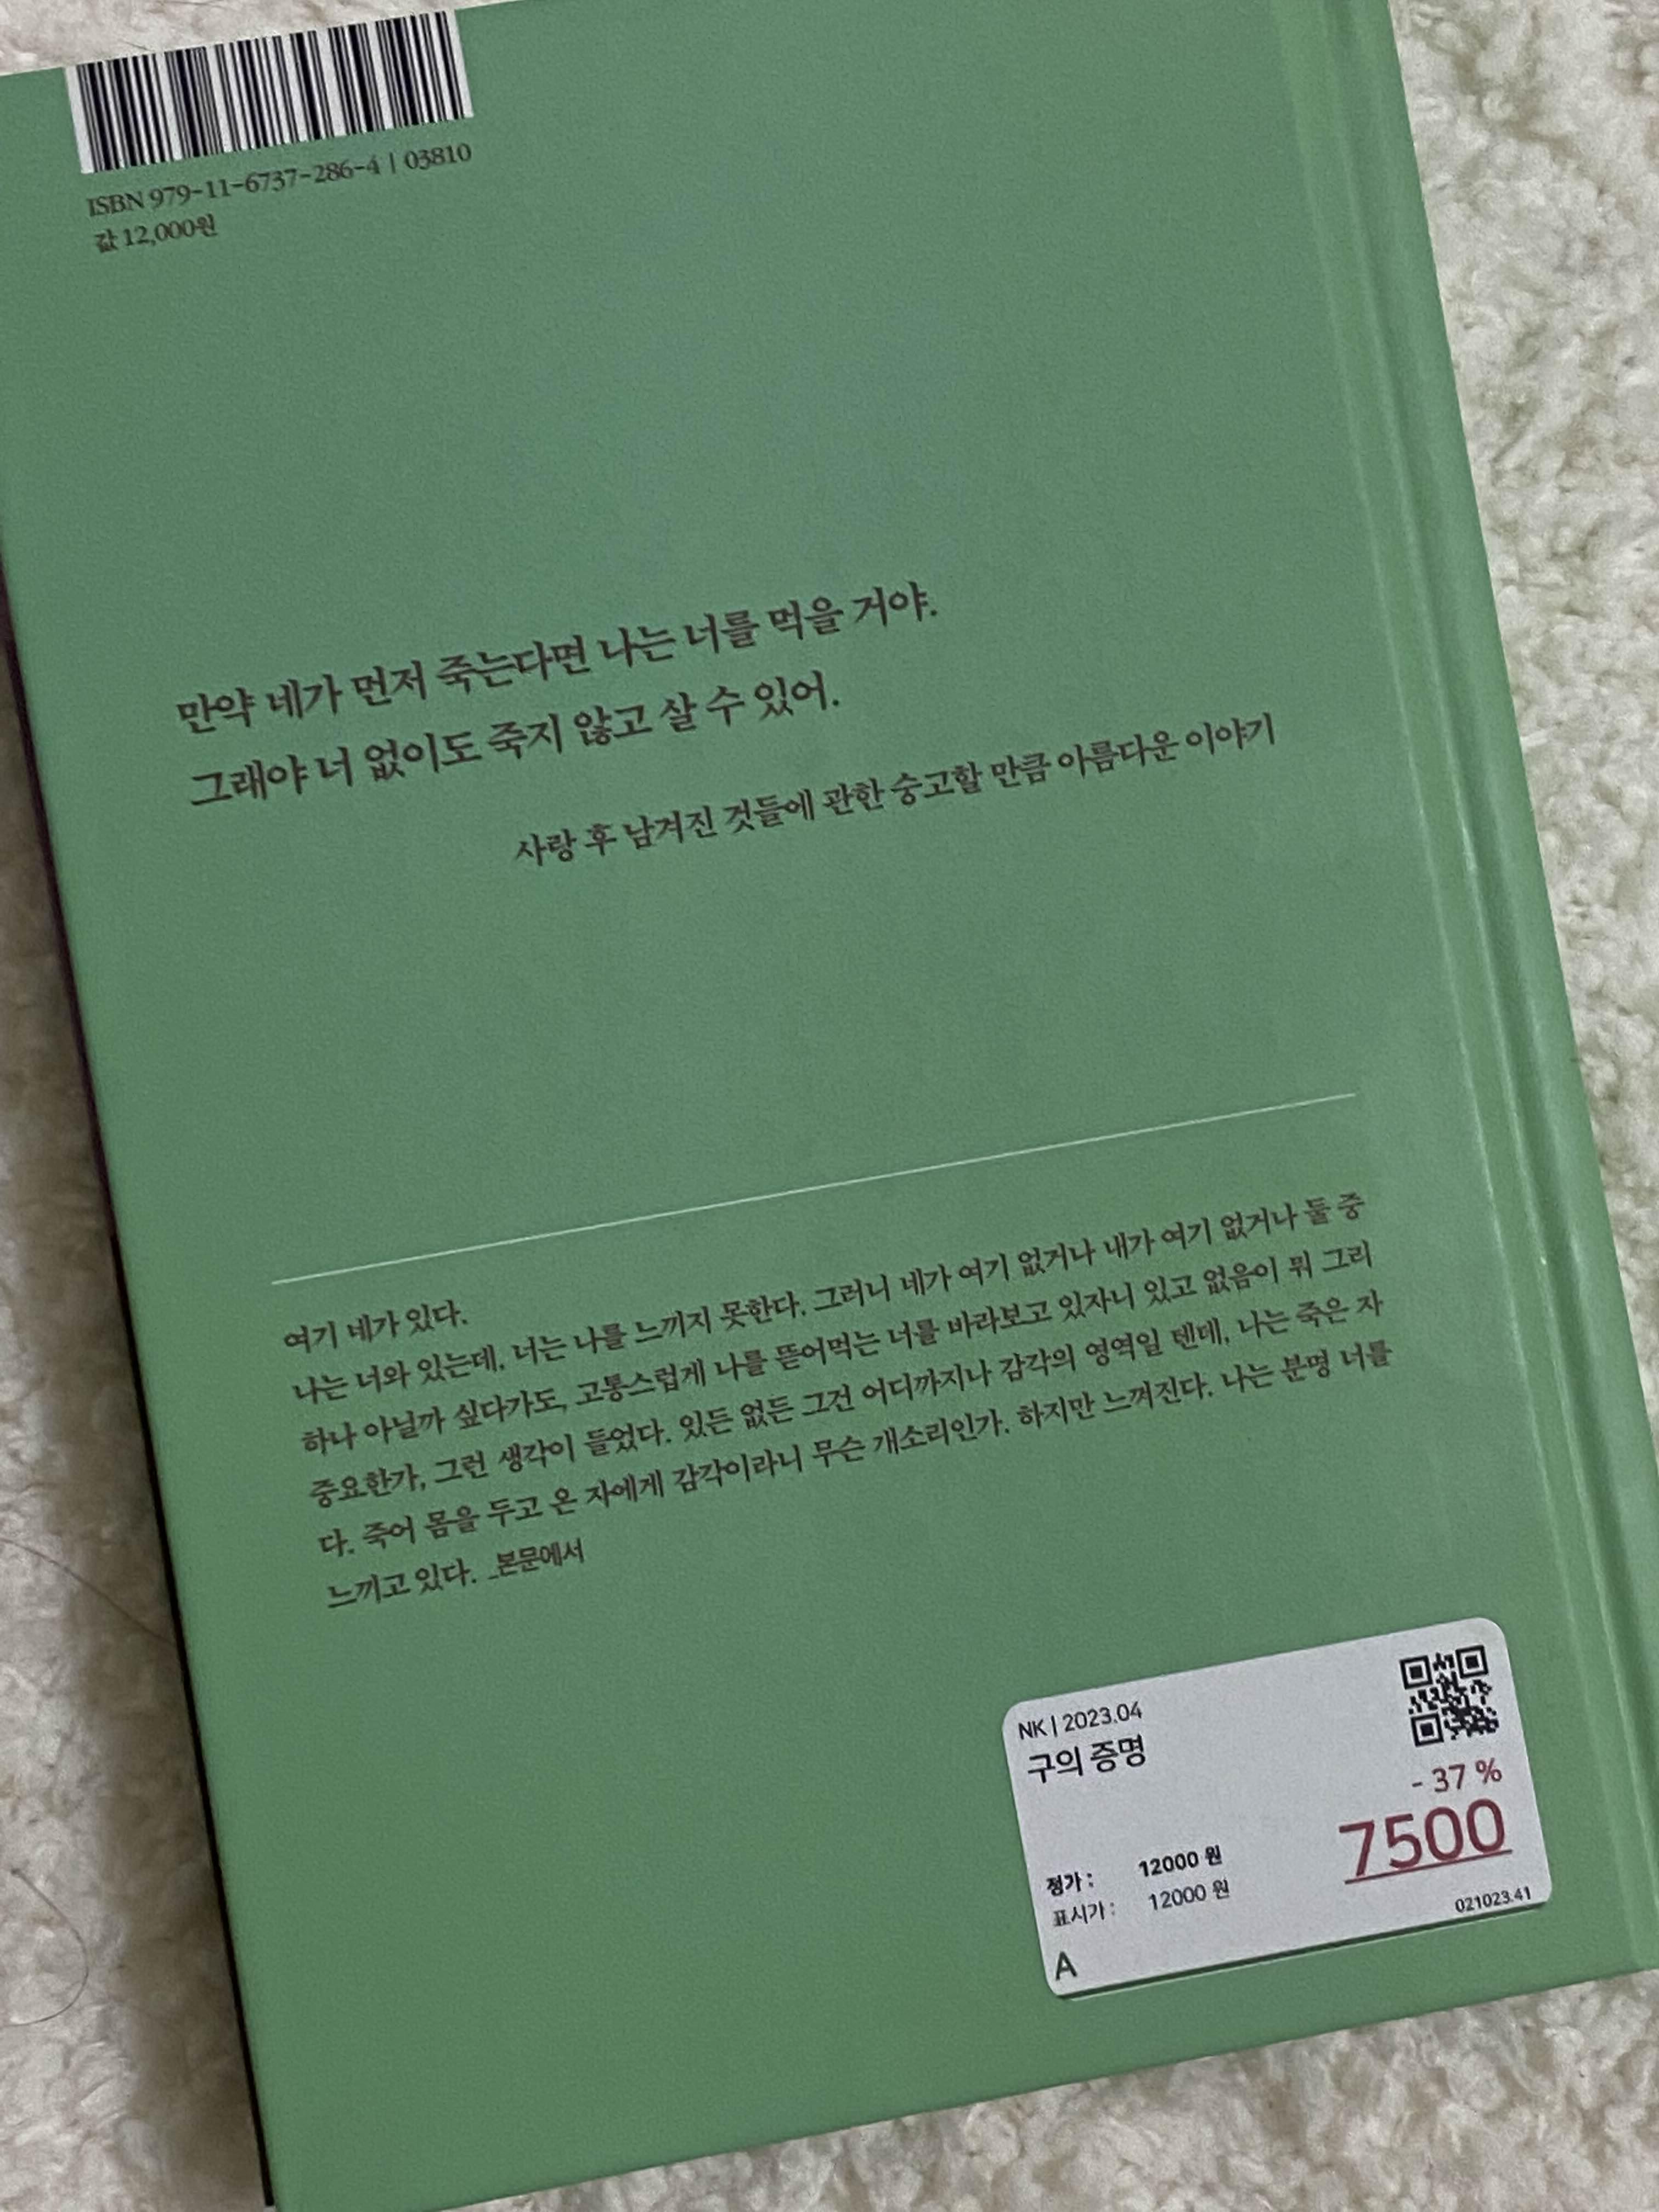 ISBN 979-11-6737-286-4 | 03810
값 12,000원
만약 네가 먼저 죽는다면 나는 너를 먹을 거야.
그래야 너 없이도 죽지 않고 살 수 있어.
사랑 후 남겨진 것들에 관한 숭고할 만큼 아름다운 이야기
여기 네가 있다.
나는 너와 있는데, 너는 나를 느끼지 못한다. 그러니 네가 여기 없거나 내가 여기 없거나 둘 중
하나 아닐까 싶다가도, 고통스럽게 나를 뜯어먹는 너를 바라보고 있자니 있고 없음이 뭐 그리
중요한가, 그런 생각이 들었다. 있든 없든 그건 어디까지나 감각의 영역일 텐데, 나는 죽은 자
다. 죽어 몸을 두고 온 자에게 감각이라니 무슨 개소리인가. 하지만 느껴진다. 나는 분명 너를
느끼고 있다. _본문에서
NK | 2023.04
구의 증명
- 37 %
7500
정가 : 12000 원
표시가 : 12000 원
021023.41
A